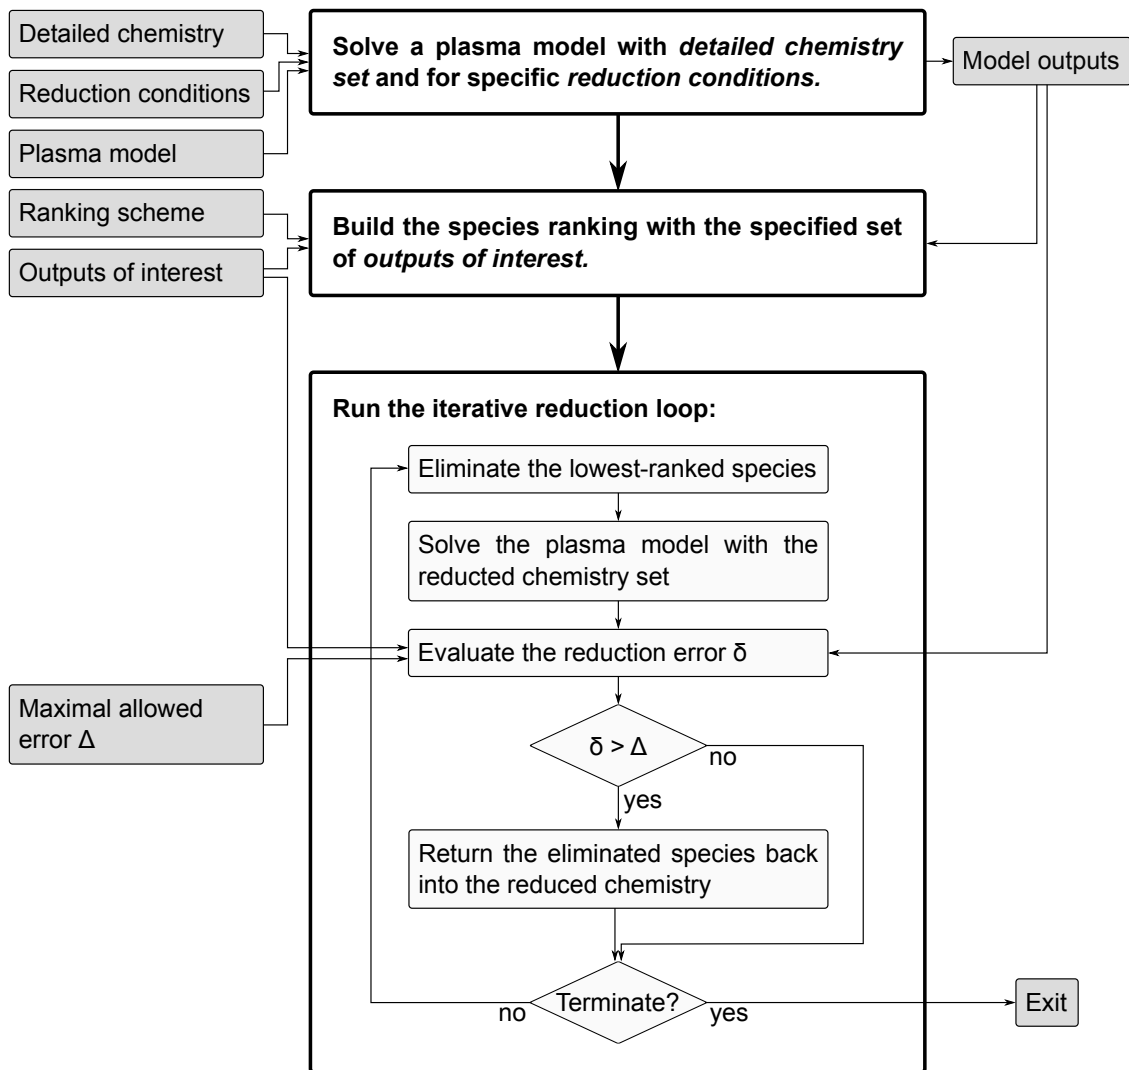 Detailed chemistry
Reduction conditions
Plasma model
Solve a plasma model with detailed chemistry
set and for specific reduction conditions.
Model outputs
Ranking scheme
Outputs of interest
Build the species ranking with the specified set
of outputs of interest.
Run the iterative reduction loop:
Eliminate the lowest-ranked species
Solve the plasma model with the
reducted chemistry set
Evaluate the reduction error δ
Maximal allowed
error Δ
δ > Δ
no
yes
Return the eliminated species back
into the reduced chemistry
Terminate?
no
yes
Exit